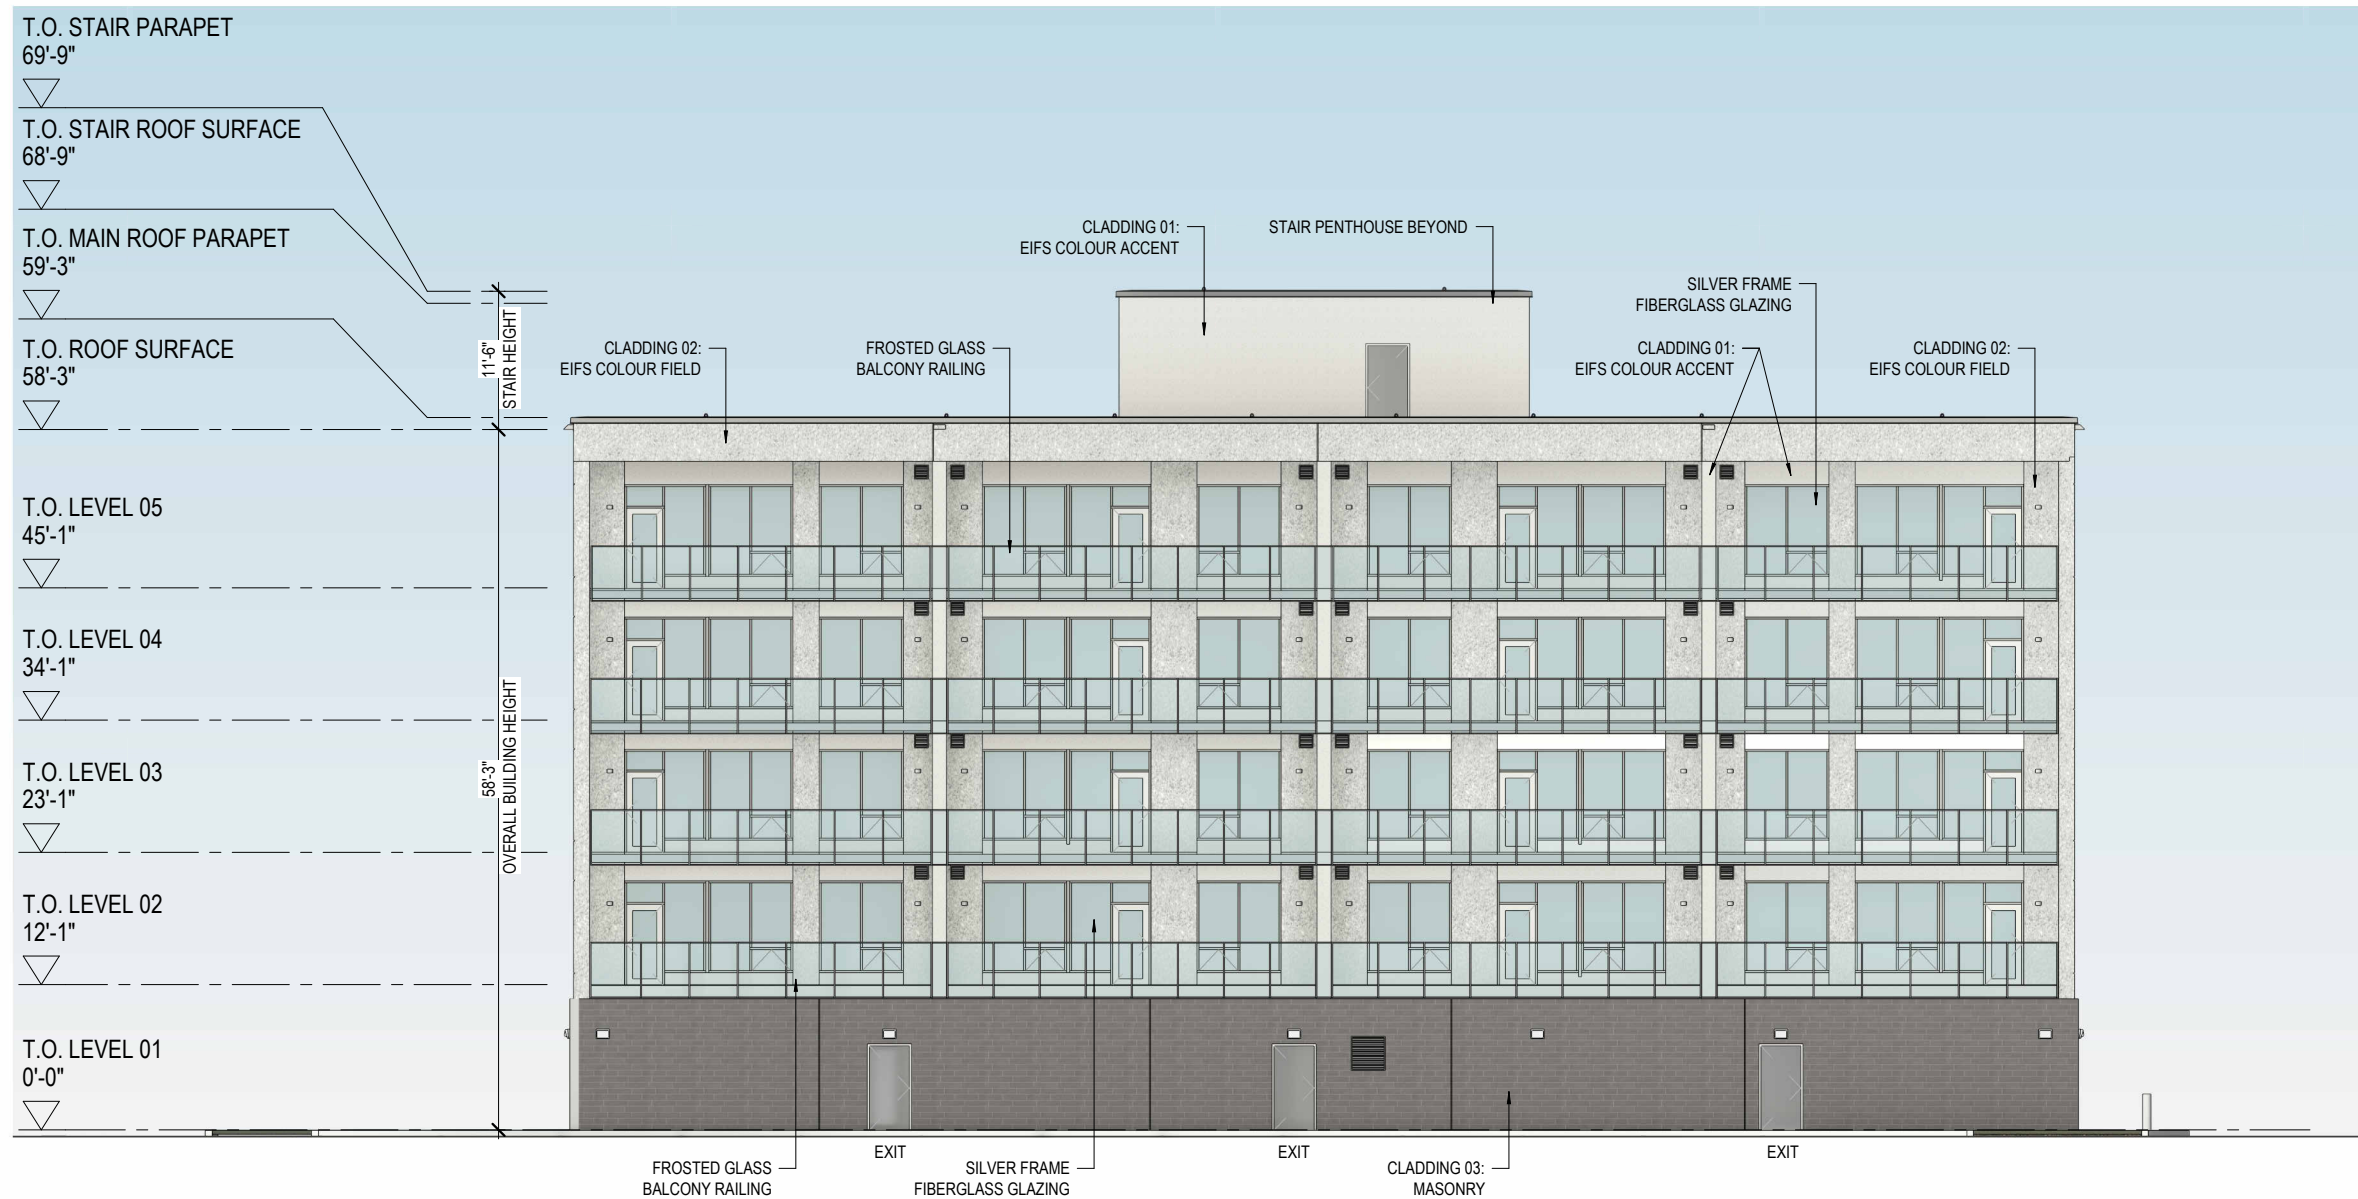 T.O. STAIR PARAPET
69'-9"
T.O. STAIR ROOF SURFACE
68'-9"
T.O. MAIN ROOF PARAPET
59'-3"
T.O. ROOF SURFACE
58'-3"
T.O. LEVEL 05
45'-1"
T.O. LEVEL 04
34'-1"
T.O. LEVEL 03
23'-1"
T.O. LEVEL 02
12'-1"
T.O. LEVEL 01
0'-0"
11'-6"
STAIR HEIGHT
58'-3"
OVERALL BUILDING HEIGHT
CLADDING 02:
EIFS COLOUR FIELD
FROSTED GLASS
BALCONY RAILING
CLADDING 01:
EIFS COLOUR ACCENT
STAIR PENTHOUSE BEYOND
SILVER FRAME
FIBERGLASS GLAZING
CLADDING 01:
EIFS COLOUR ACCENT
CLADDING 02:
EIFS COLOUR FIELD
EXIT
EXIT
EXIT
FROSTED GLASS
BALCONY RAILING
SILVER FRAME
FIBERGLASS GLAZING
CLADDING 03:
MASONRY